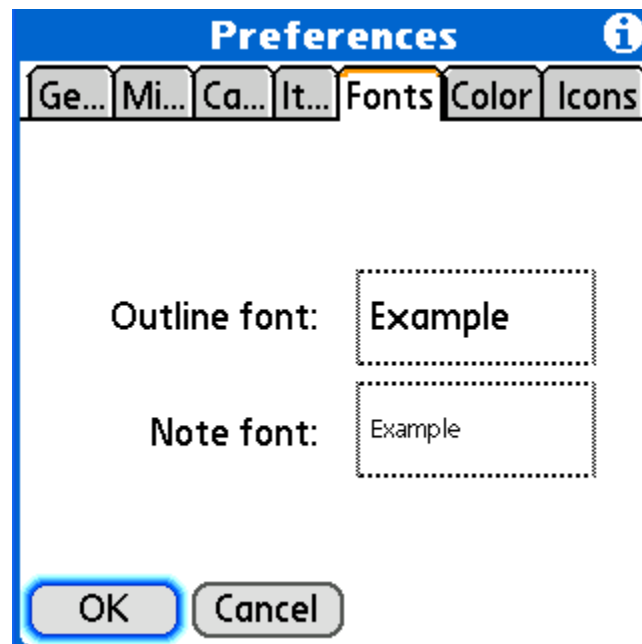 Preferences i
Ge... Mi... Ca... It... Fonts Color Icons
Outline font: Example
Note font: Example
OK Cancel